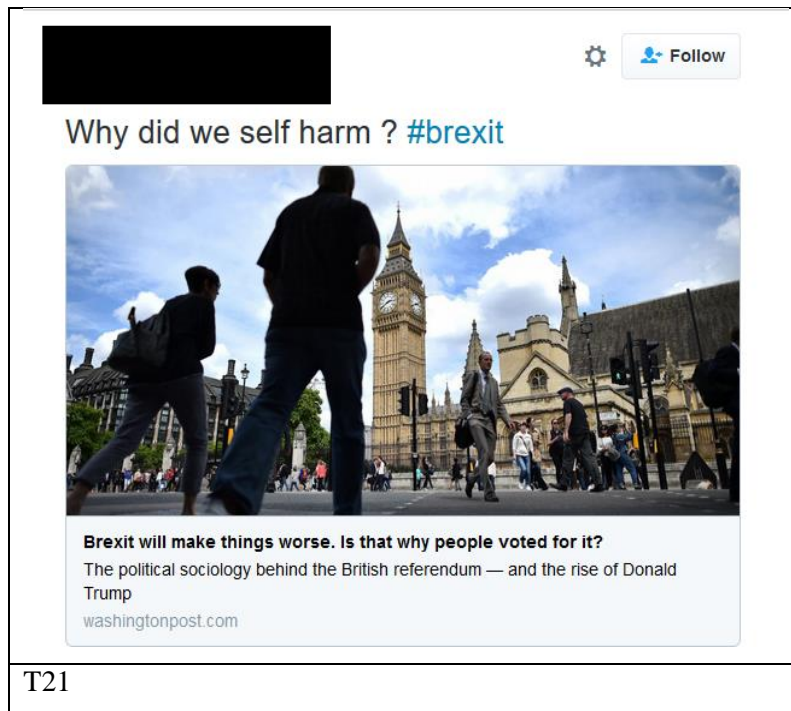 Follow
Why did we self harm ? #brexit
Brexit will make things worse. Is that why people voted for it?
The political sociology behind the British referendum — and the rise of Donald
Trump
washingtonpost.com
T21